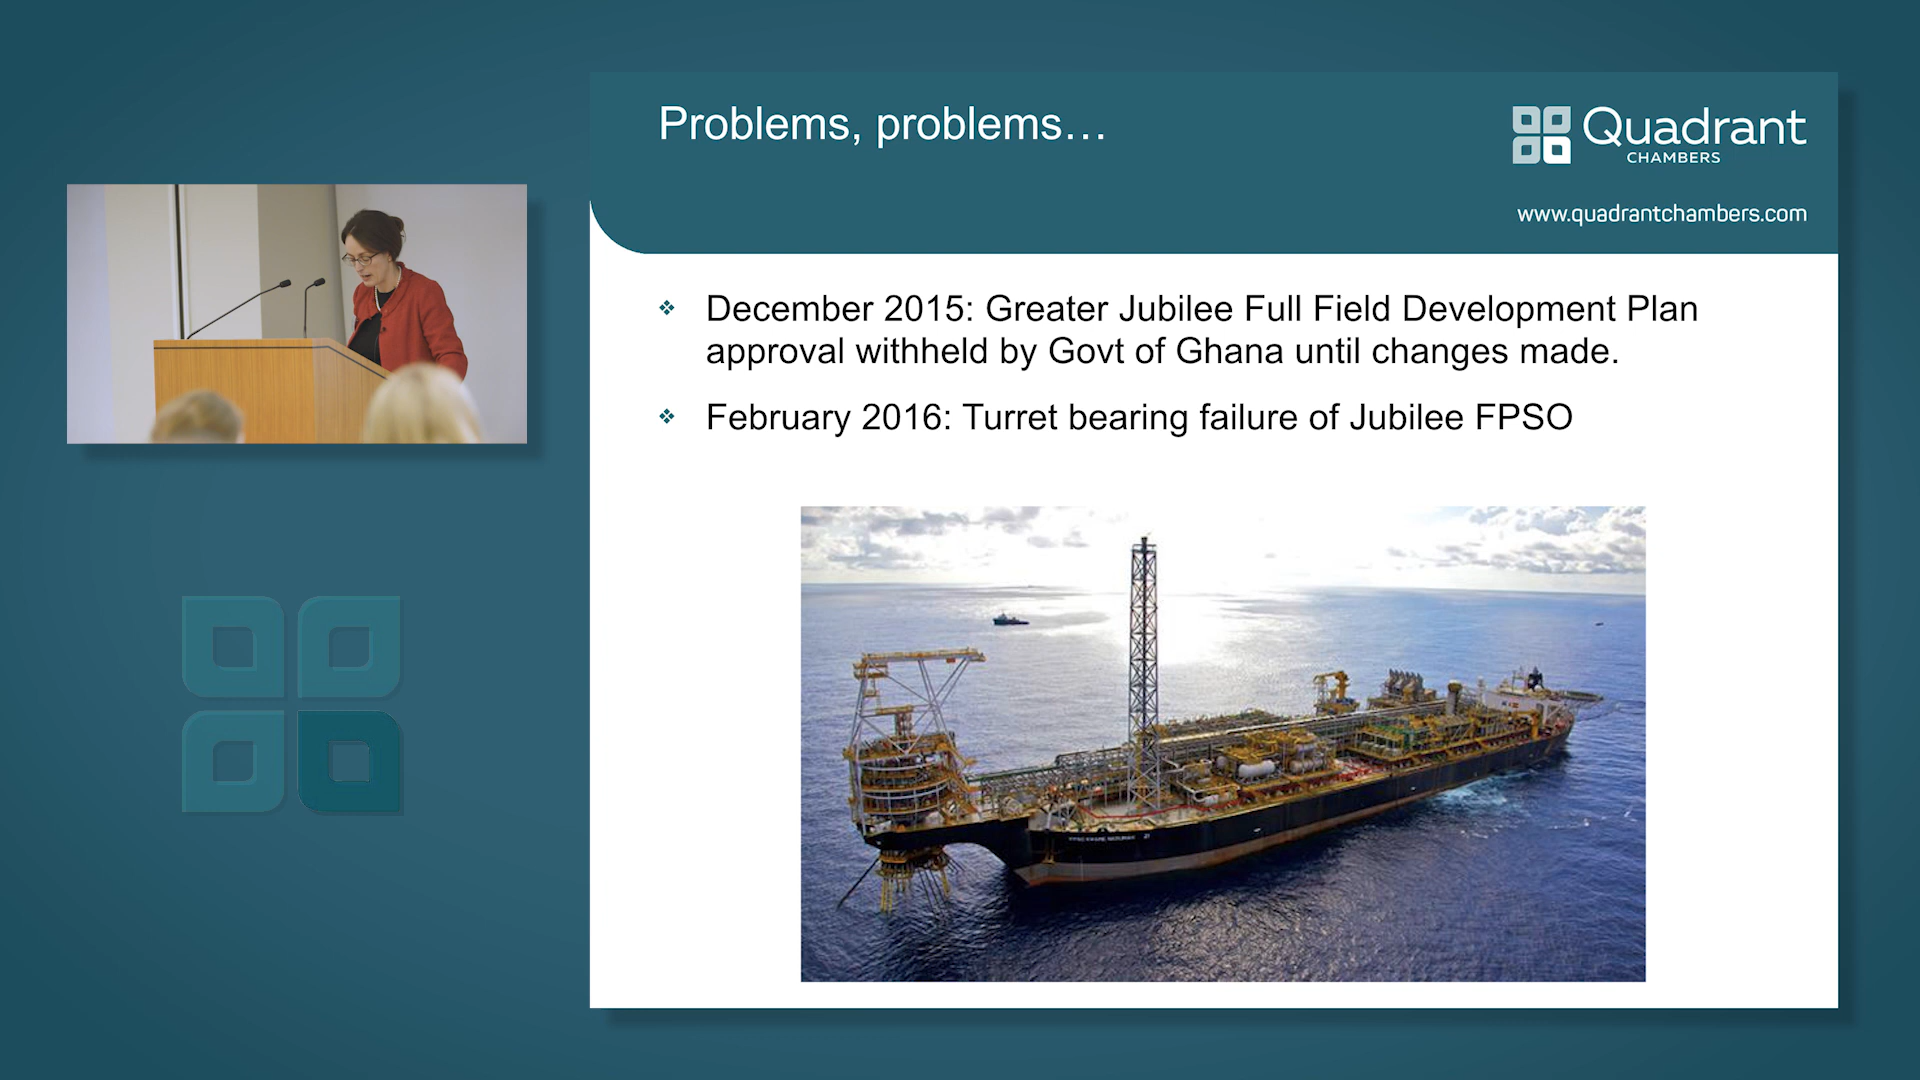 Problems, problems…
Quadrant
CHAMBERS
www.quadrantchambers.com
❖ December 2015: Greater Jubilee Full Field Development Plan
approval withheld by Govt of Ghana until changes made.
❖ February 2016: Turret bearing failure of Jubilee FPSO